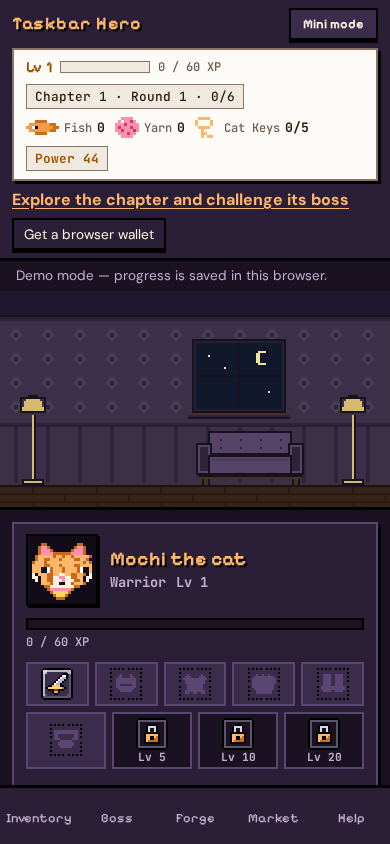 Taskbar Hero
Mini mode
Lv 1
0 / 60 XP
Chapter 1 · Round 1 · 0/6
Fish 0
Yarn 0
Cat Keys 0/5
Power 44
Explore the chapter and challenge its boss
Get a browser wallet
Demo mode — progress is saved in this browser.
Mochi the cat
Warrior Lv 1
0 / 60 XP
Lv 5
Lv 10
Lv 20
Inventory
Boss
Forge
Market
Help